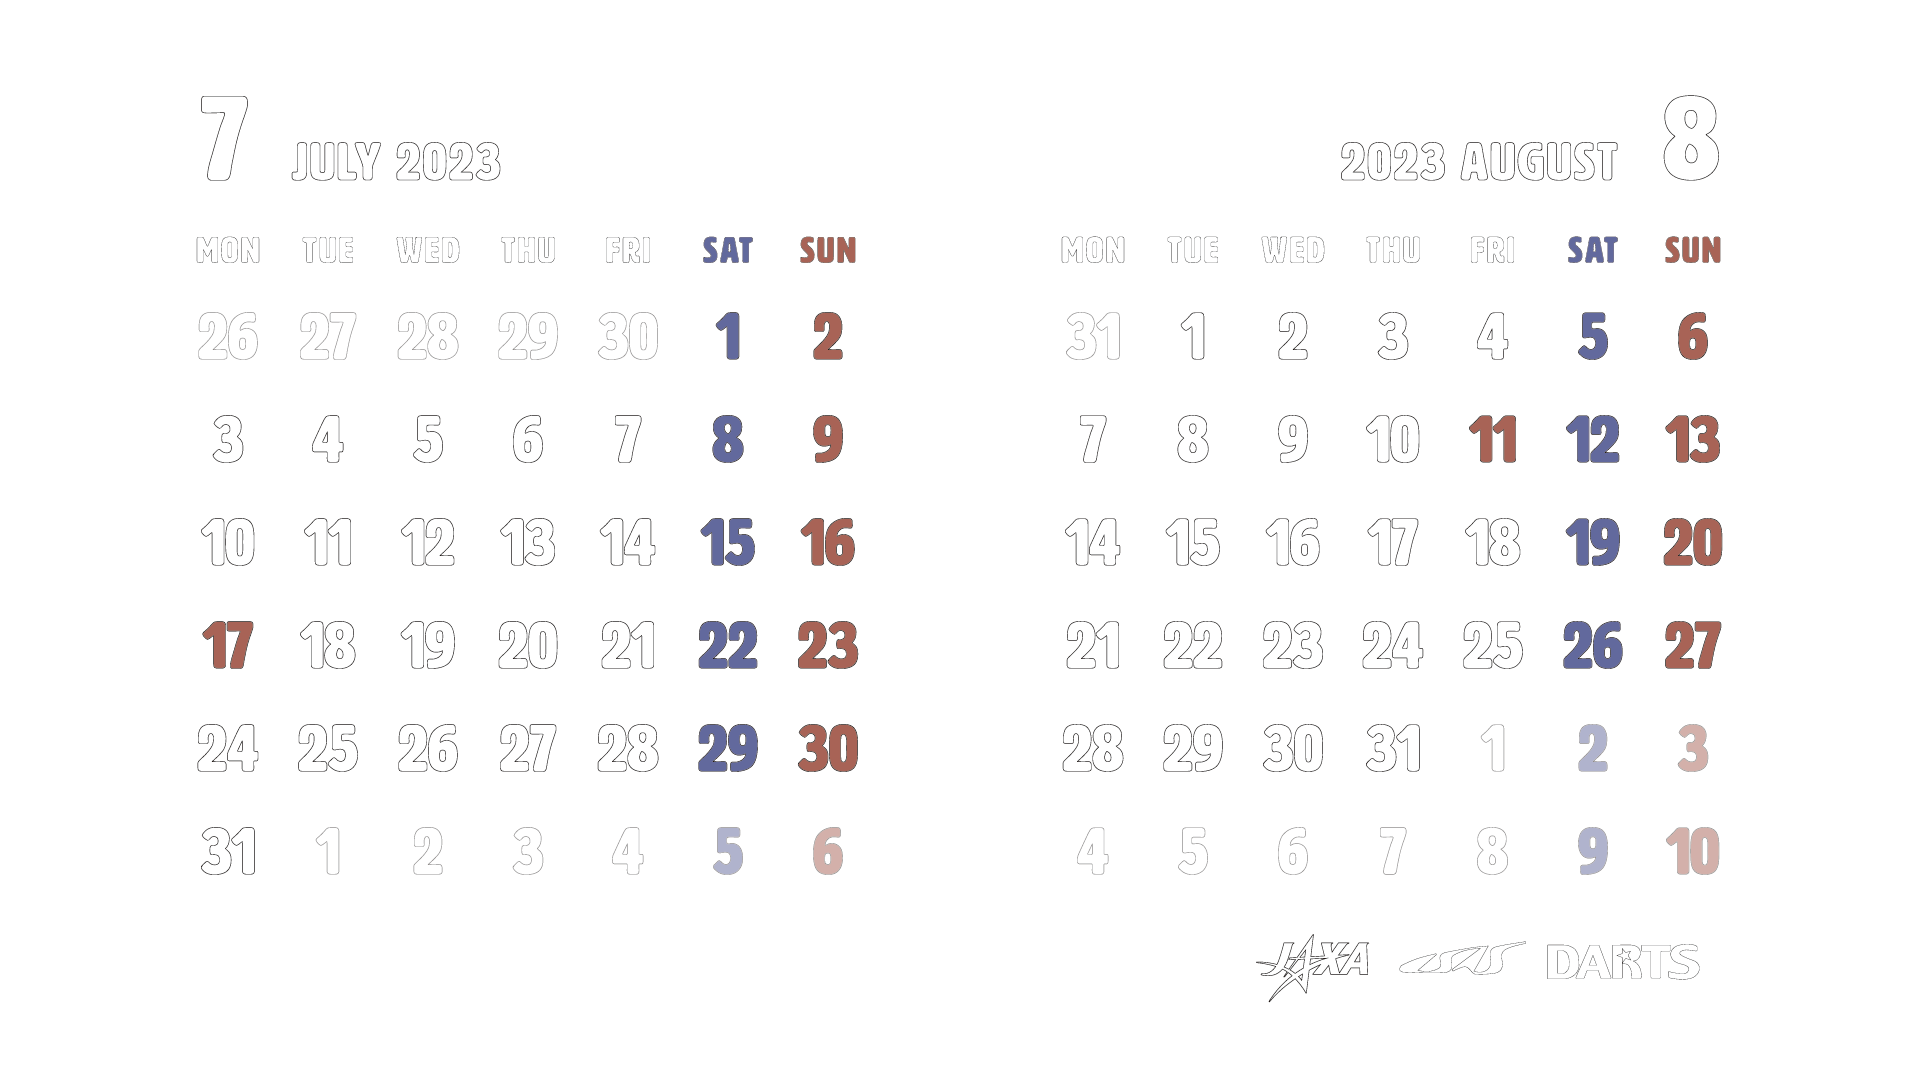 7 JULY 2023
MON TUE WED THU FRI SAT SUN
26 27 28 29 30 1 2
3 4 5 6 7 8 9
10 11 12 13 14 15 16
17 18 19 20 21 22 23
24 25 26 27 28 29 30
31 1 2 3 4 5 6
2023 AUGUST 8
MON TUE WED THU FRI SAT SUN
31 1 2 3 4 5 6
7 8 9 10 11 12 13
14 15 16 17 18 19 20
21 22 23 24 25 26 27
28 29 30 31 1 2 3
4 5 6 7 8 9 10
JAXA ISAS DARTS